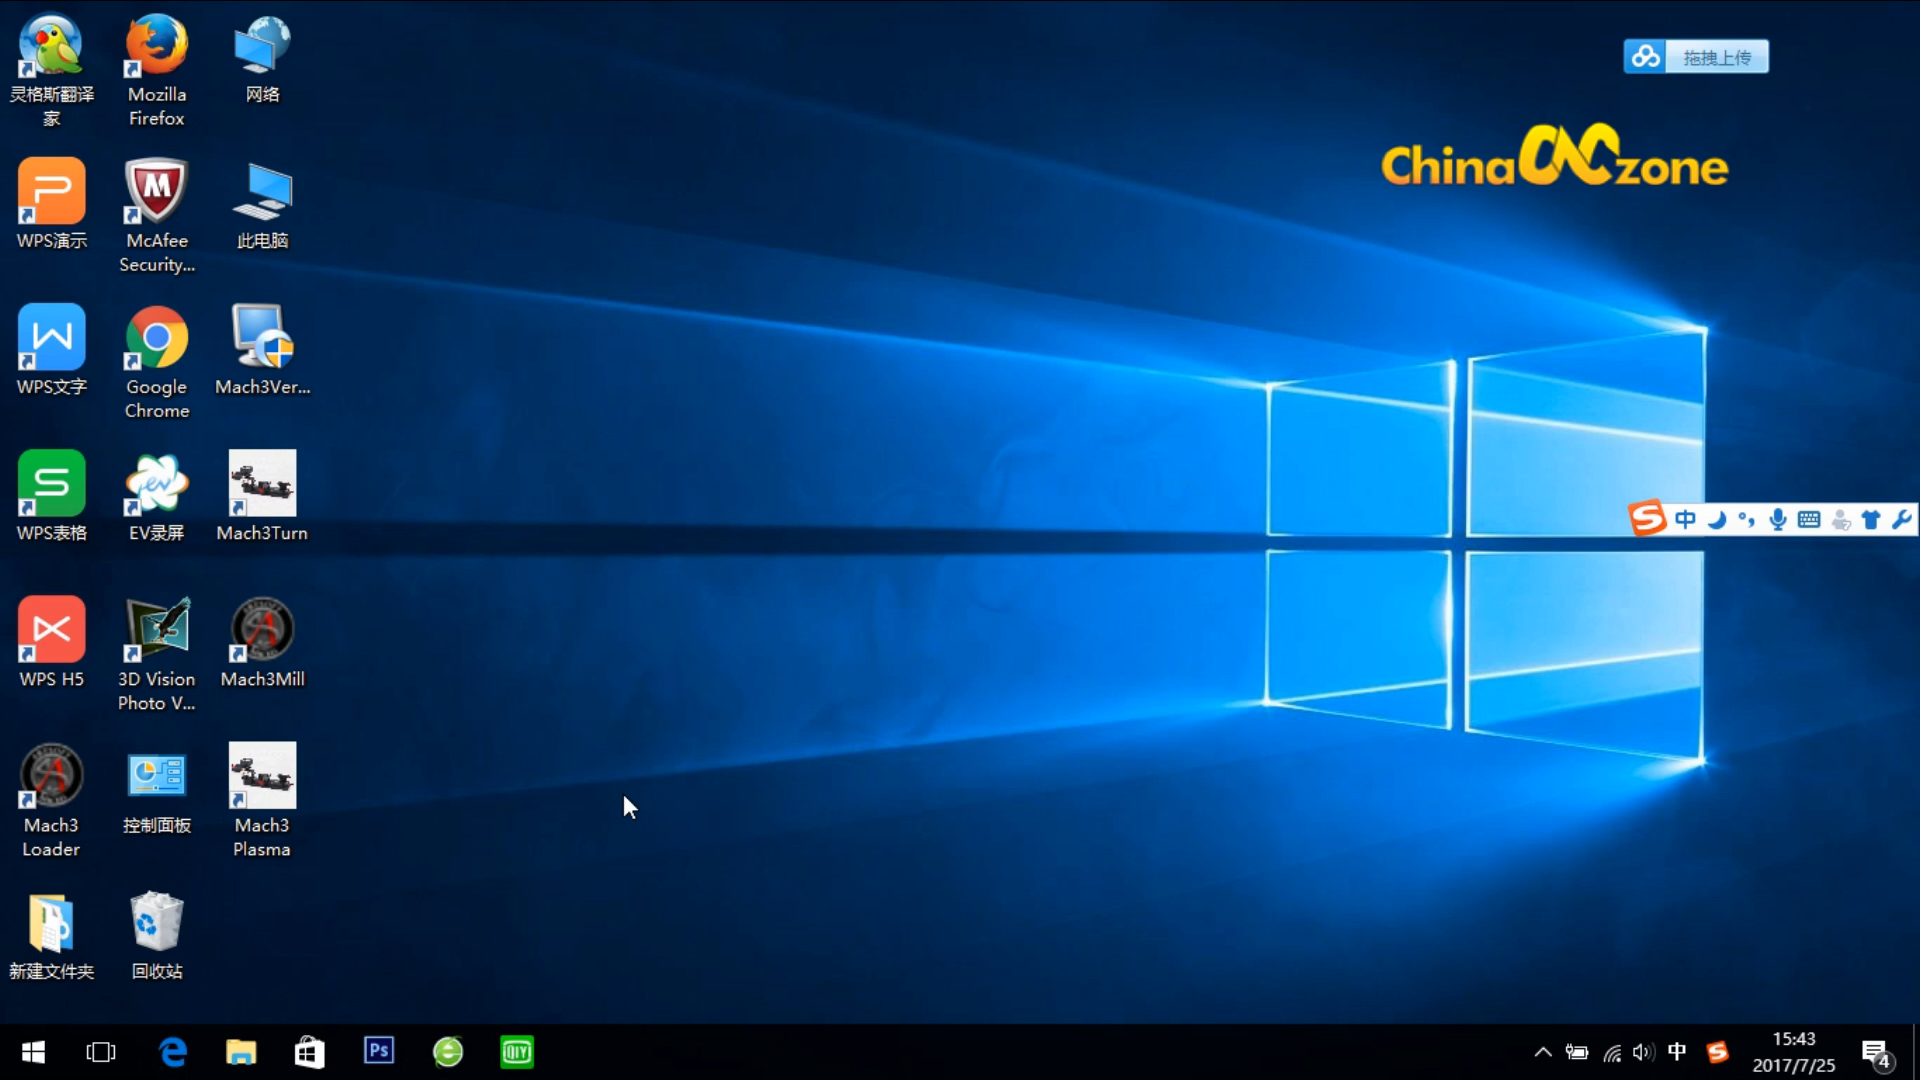 灵格斯翻译
家
Mozilla
Firefox
网络
拖拽上传
ChinaCNCzone
WPS演示
McAfee
Security...
此电脑
WPS文字
Google
Chrome
Mach3Ver...
WPS表格
EV录屏
Mach3Turn
中
WPS H5
3D Vision
Photo V...
Mach3Mill
Mach3
Loader
控制面板
Mach3
Plasma
新建文件夹
回收站
Ps
QIY
中
15:43
2017/7/25
4